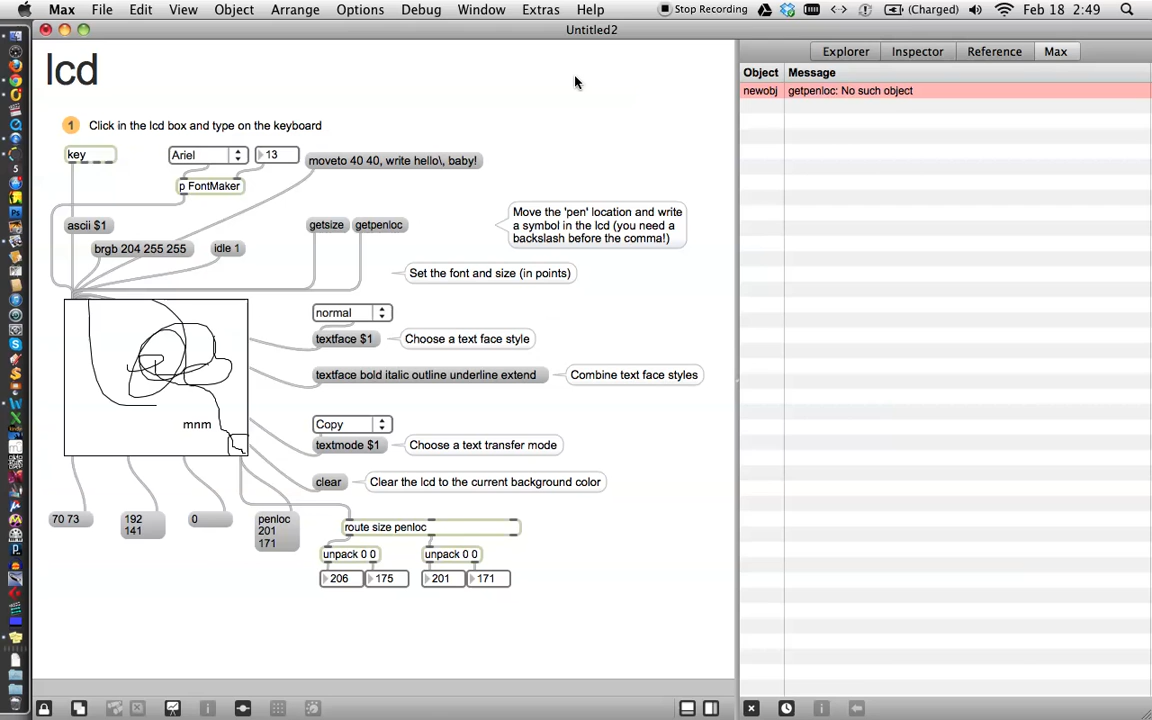 Max File Edit View Object Arrange Options Debug Window Extras Help Stop Recording (Charged) Feb 18 2:49
Untitled2
lcd
Explorer Inspector Reference Max
Object Message
newobj getpenloc: No such object
1 Click in the lcd box and type on the keyboard
key Ariel 13 moveto 40 40, write hello\, baby!
p FontMaker
ascii $1 getsize getpenloc
Move the 'pen' location and write
a symbol in the lcd (you need a
backslash before the comma!)
brgb 204 255 255 idle 1
Set the font and size (in points)
normal
textface $1 Choose a text face style
textface bold italic outline underline extend Combine text face styles
Copy
mnm
textmode $1 Choose a text transfer mode
clear Clear the lcd to the current background color
70 73
192
141
0
penloc
201
171
route size penloc
unpack 0 0 unpack 0 0
206 175 201 171